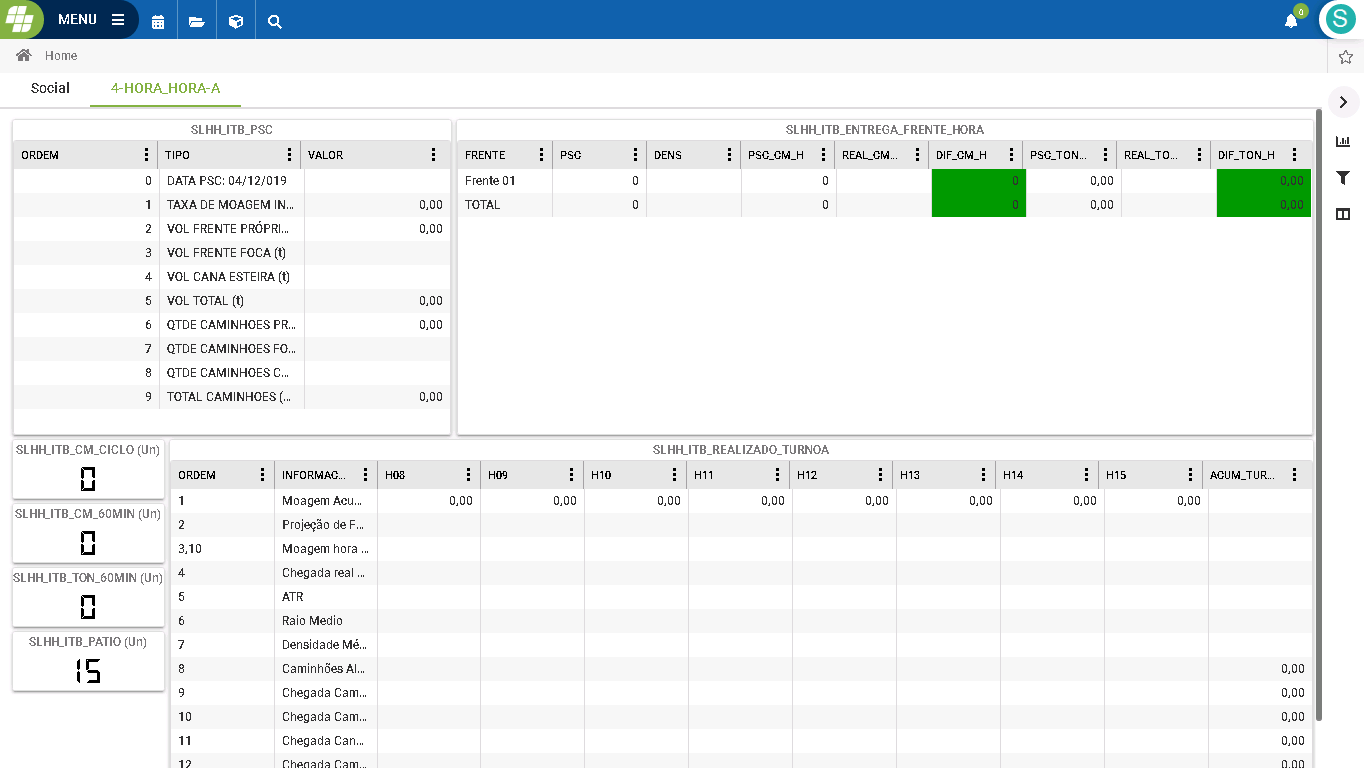 MENU
0
S
Home
Social 4-HORA_HORA-A
SLHH_ITB_PSC
ORDEM TIPO VALOR
0 DATA PSC: 04/12/019
1 TAXA DE MOAGEM IN... 0,00
2 VOL FRENTE PRÓPRI... 0,00
3 VOL FRENTE FOCA (t)
4 VOL CANA ESTEIRA (t)
5 VOL TOTAL (t) 0,00
6 QTDE CAMINHOES PR... 0,00
7 QTDE CAMINHOES FO...
8 QTDE CAMINHOES C...
9 TOTAL CAMINHOES (... 0,00
SLHH_ITB_ENTREGA_FRENTE_HORA
FRENTE PSC DENS PSC_CM_H REAL_CM... DIF_CM_H PSC_TON... REAL_TO... DIF_TON_H
Frente 01 0 0 0 0,00 0,00
TOTAL 0 0 0 0,00 0,00
SLHH_ITB_CM_CICLO (Un)
0
SLHH_ITB_CM_60MIN (Un)
0
SLHH_ITB_TON_60MIN (Un)
0
SLHH_ITB_PATIO (Un)
15
SLHH_ITB_REALIZADO_TURNOA
ORDEM INFORMAC... H08 H09 H10 H11 H12 H13 H14 H15 ACUM_TUR...
1 Moagem Acu... 0,00 0,00 0,00 0,00 0,00 0,00 0,00 0,00
2 Projeção de F...
3,10 Moagem hora ...
4 Chegada real ...
5 ATR
6 Raio Medio
7 Densidade Mé...
8 Caminhões Al... 0,00
9 Chegada Cam... 0,00
10 Chegada Cam... 0,00
11 Chegada Can... 0,00
12 Chegada Cam... 0,00